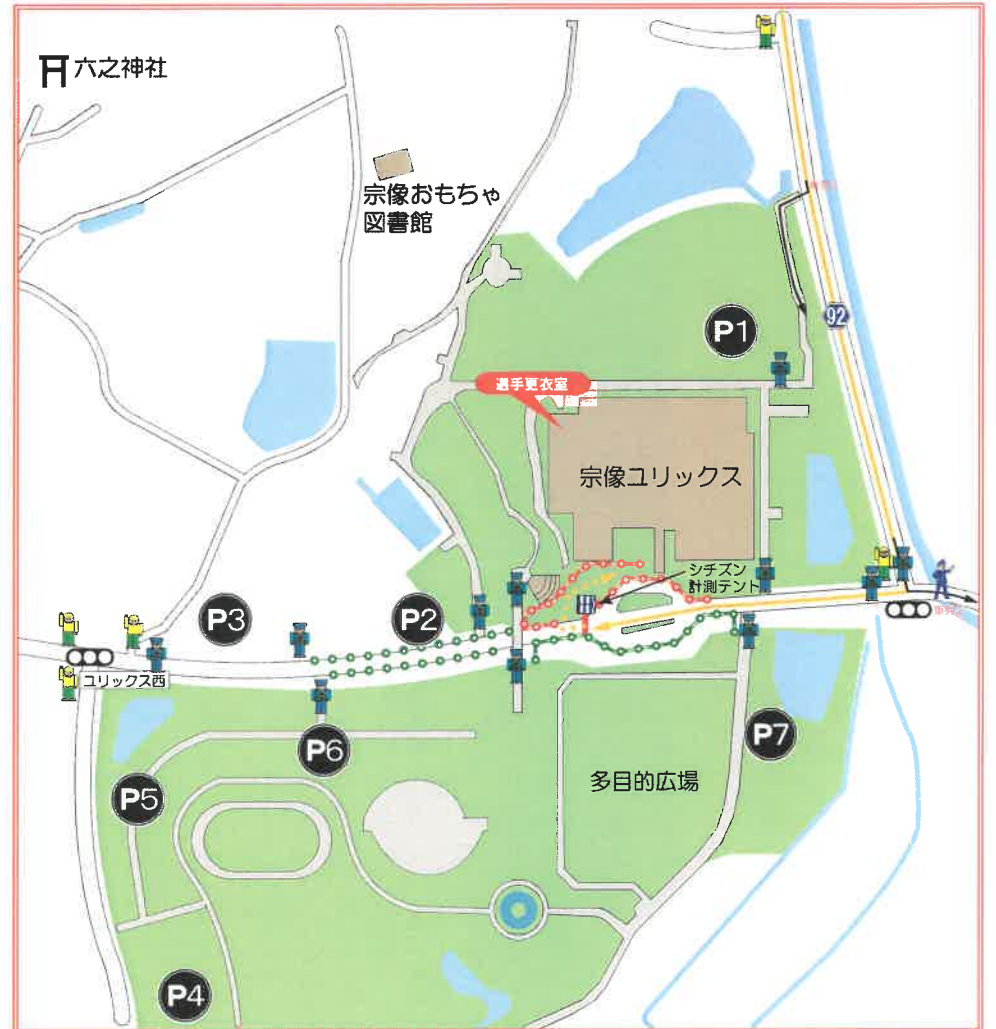 六之神社
宗像おもちゃ
図書館
P1
92
選手更衣室
宗像ユリックス
シチズン
計測テント
P3
P2
ユリックス西
P6
P7
P5
多目的広場
P4